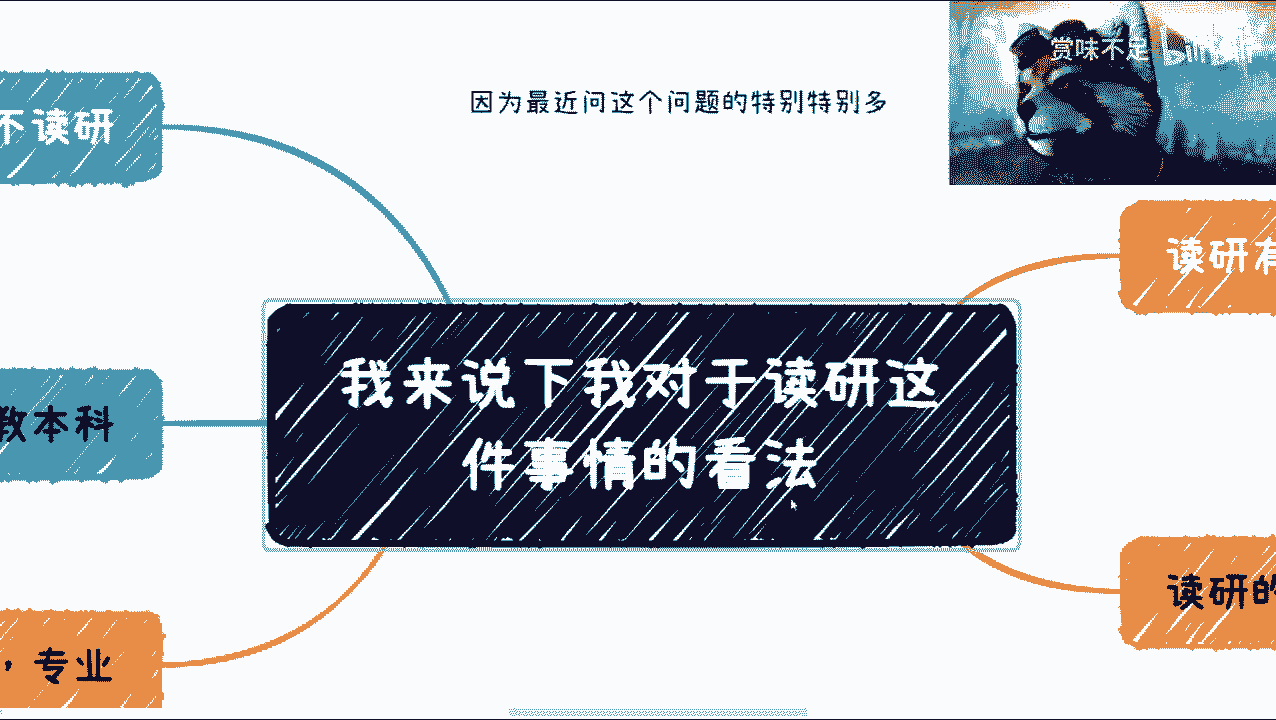 赏味不足
因为最近问这个问题的特别特别多
不读研
读研有
我来说下我对于读研这
件事情的看法
教本科
读研的
，专业